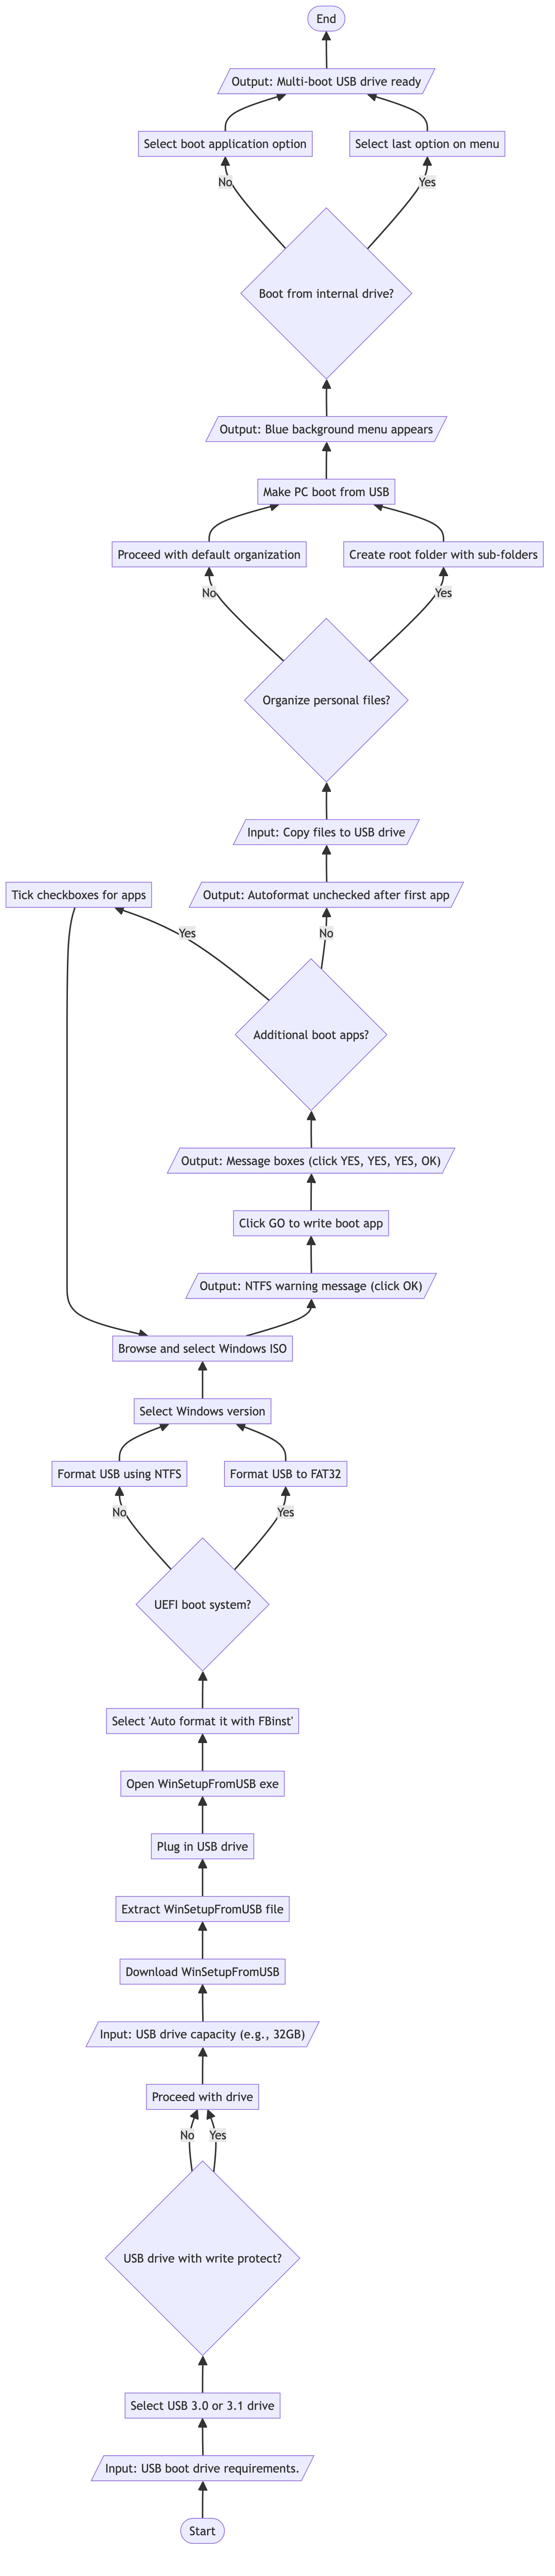 End
Output: Multi-boot USB drive ready
Select boot application option
Select last option on menu
No
Yes
Boot from internal drive?
Output: Blue background menu appears
Make PC boot from USB
Proceed with default organization
Create root folder with sub-folders
No
Yes
Organize personal files?
Input: Copy files to USB drive
Tick checkboxes for apps
Output: Autoformat unchecked after first app
Yes
No
Additional boot apps?
Output: Message boxes (click YES, YES, YES, OK)
Click GO to write boot app
Output: NTFS warning message (click OK)
Browse and select Windows ISO
Select Windows version
Format USB using NTFS
Format USB to FAT32
No
Yes
UEFI boot system?
Select 'Auto format it with FBinst'
Open WinSetupFromUSB exe
Plug in USB drive
Extract WinSetupFromUSB file
Download WinSetupFromUSB
Input: USB drive capacity (e.g., 32GB)
Proceed with drive
No
Yes
USB drive with write protect?
Select USB 3.0 or 3.1 drive
Input: USB boot drive requirements.
Start